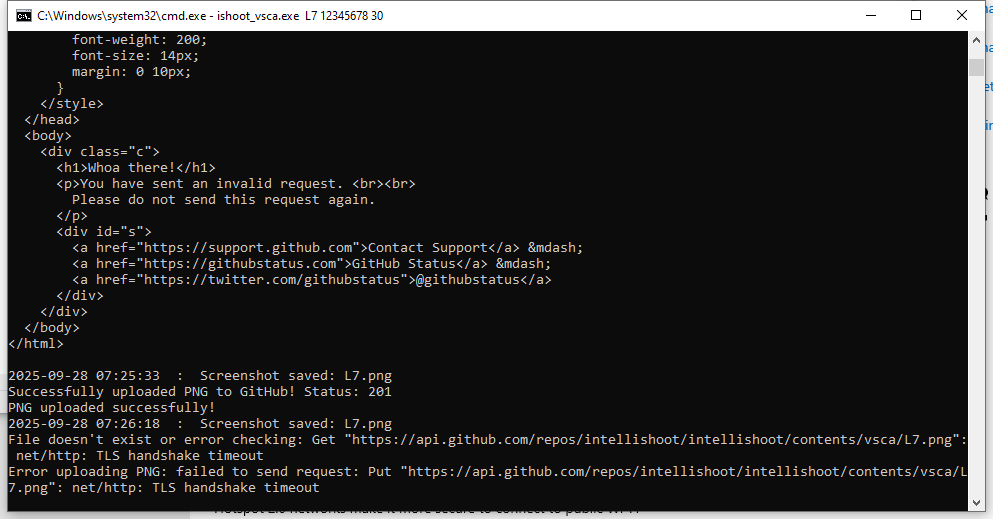 C:\Windows\system32\cmd.exe - ishoot_vsca.exe L7 12345678 30
font-weight: 200;
font-size: 14px;
margin: 0 10px;
}
</style>
</head>
<body>
<div class="c">
<h1>Whoa there!</h1>
<p>You have sent an invalid request. <br><br>
Please do not send this request again.
</p>
<div id="s">
<a href="https://support.github.com">Contact Support</a> &mdash;
<a href="https://githubstatus.com">GitHub Status</a> &mdash;
<a href="https://twitter.com/githubstatus">@githubstatus</a>
</div>
</div>
</body>
</html>
2025-09-28 07:25:33  :  Screenshot saved: L7.png
Successfully uploaded PNG to GitHub! Status: 201
PNG uploaded successfully!
2025-09-28 07:26:18  :  Screenshot saved: L7.png
File doesn't exist or error checking: Get "https://api.github.com/repos/intellishoot/intellishoot/contents/vsca/L7.png":
net/http: TLS handshake timeout
Error uploading PNG: failed to send request: Put "https://api.github.com/repos/intellishoot/intellishoot/contents/vsca/L
7.png": net/http: TLS handshake timeout